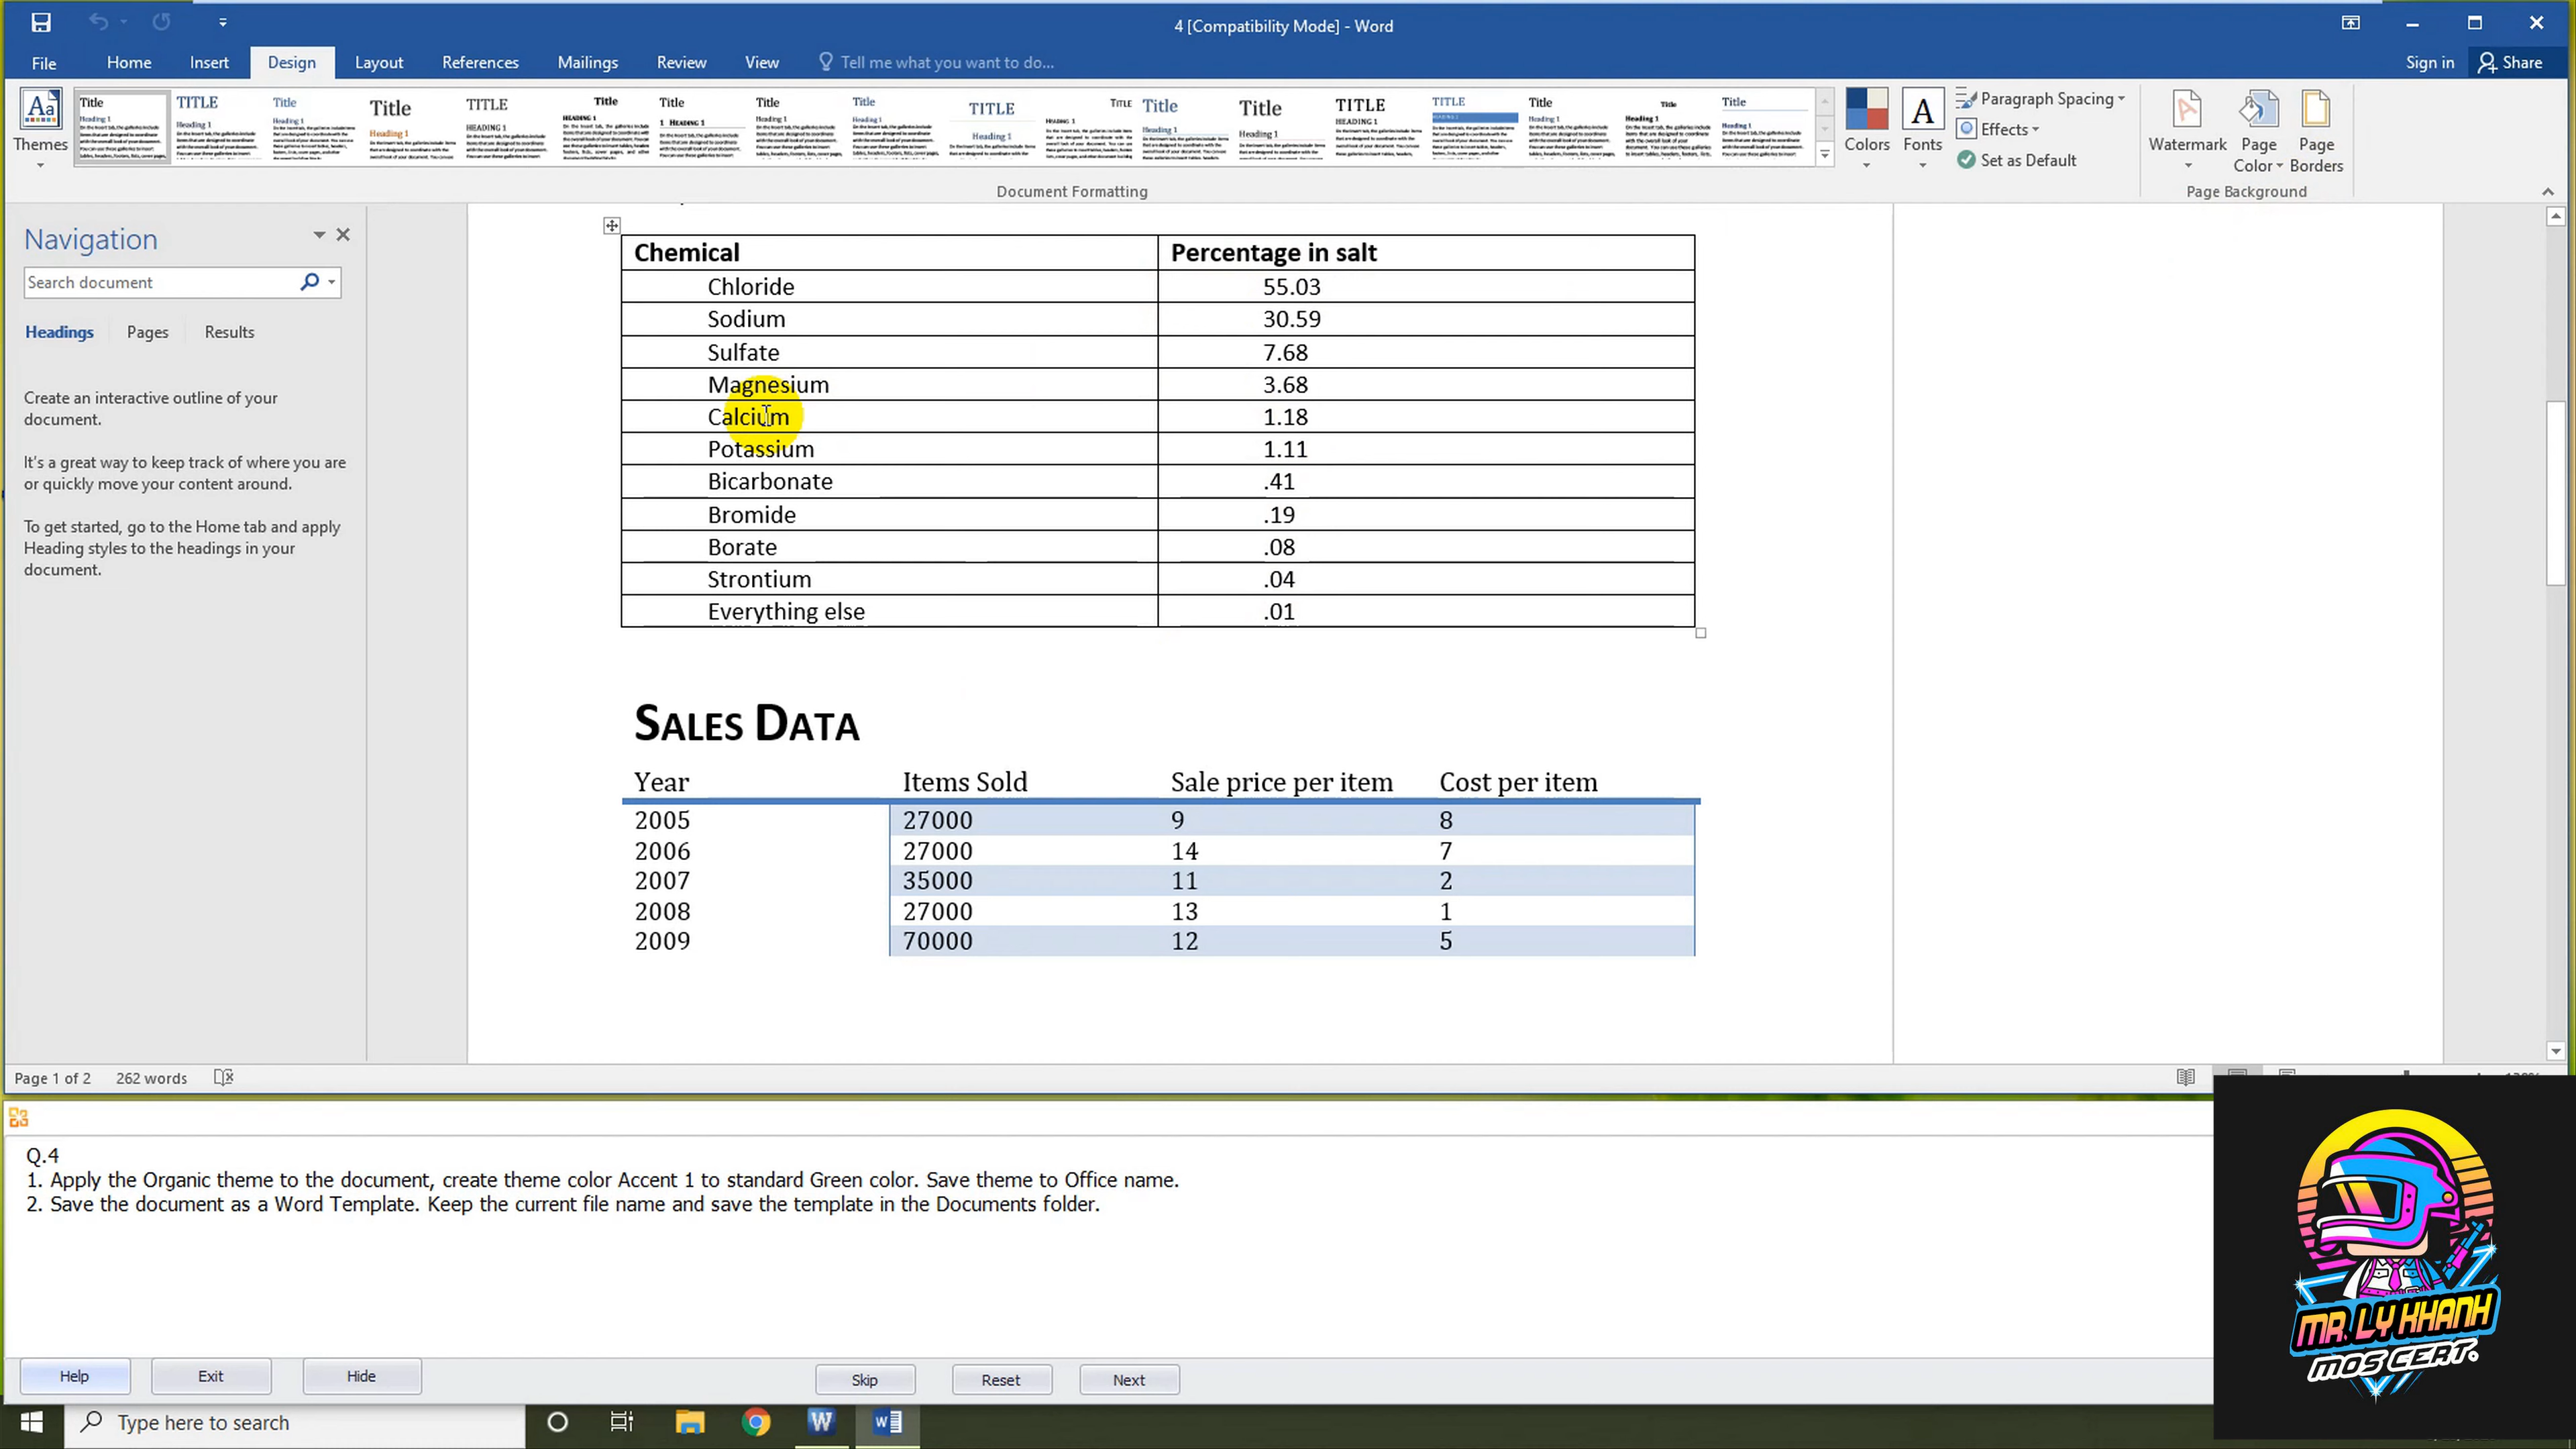 4 [Compatibility Mode] - Word
File Home Insert Design Layout References Mailings Review View Tell me what you want to do... Sign in Share
Themes
Colors
Fonts
Paragraph Spacing
Effects
Set as Default
Watermark
Page Color
Page Borders
Document Formatting
Page Background
Navigation
Search document
Headings Pages Results
Create an interactive outline of your
document.
It's a great way to keep track of where you are
or quickly move your content around.
To get started, go to the Home tab and apply
Heading styles to the headings in your
document.
Chemical Percentage in salt
Chloride 55.03
Sodium 30.59
Sulfate 7.68
Magnesium 3.68
Calcium 1.18
Potassium 1.11
Bicarbonate .41
Bromide .19
Borate .08
Strontium .04
Everything else .01
SALES DATA
Year Items Sold Sale price per item Cost per item
2005 27000 9 8
2006 27000 14 7
2007 35000 11 2
2008 27000 13 1
2009 70000 12 5
Page 1 of 2 262 words
Q.4
1. Apply the Organic theme to the document, create theme color Accent 1 to standard Green color. Save theme to Office name.
2. Save the document as a Word Template. Keep the current file name and save the template in the Documents folder.
Help Exit Hide Skip Reset Next
MR. LY KHANH
MOS CERT.
Type here to search